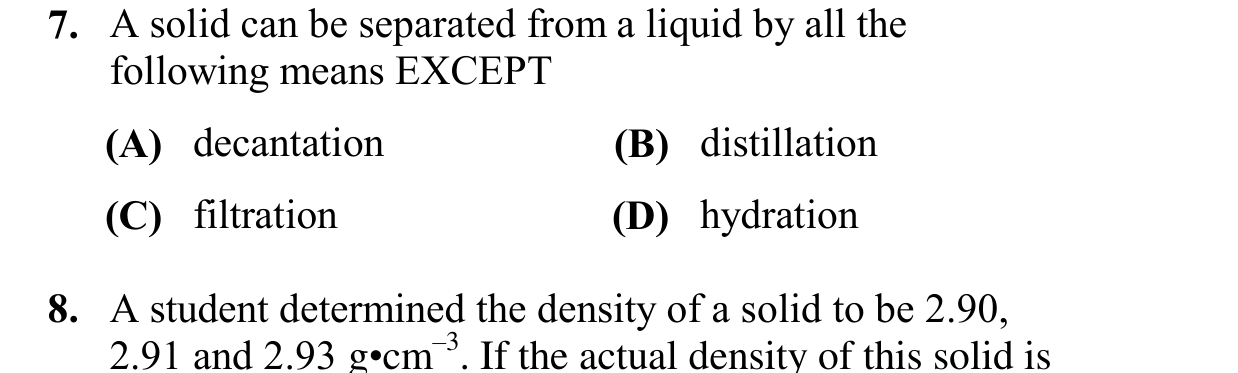 7. A solid can be separated from a liquid by all the
following means EXCEPT
(A) decantation (B) distillation
(C) filtration (D) hydration
8. A student determined the density of a solid to be 2.90,
2.91 and 2.93 g•cm⁻³. If the actual density of this solid is